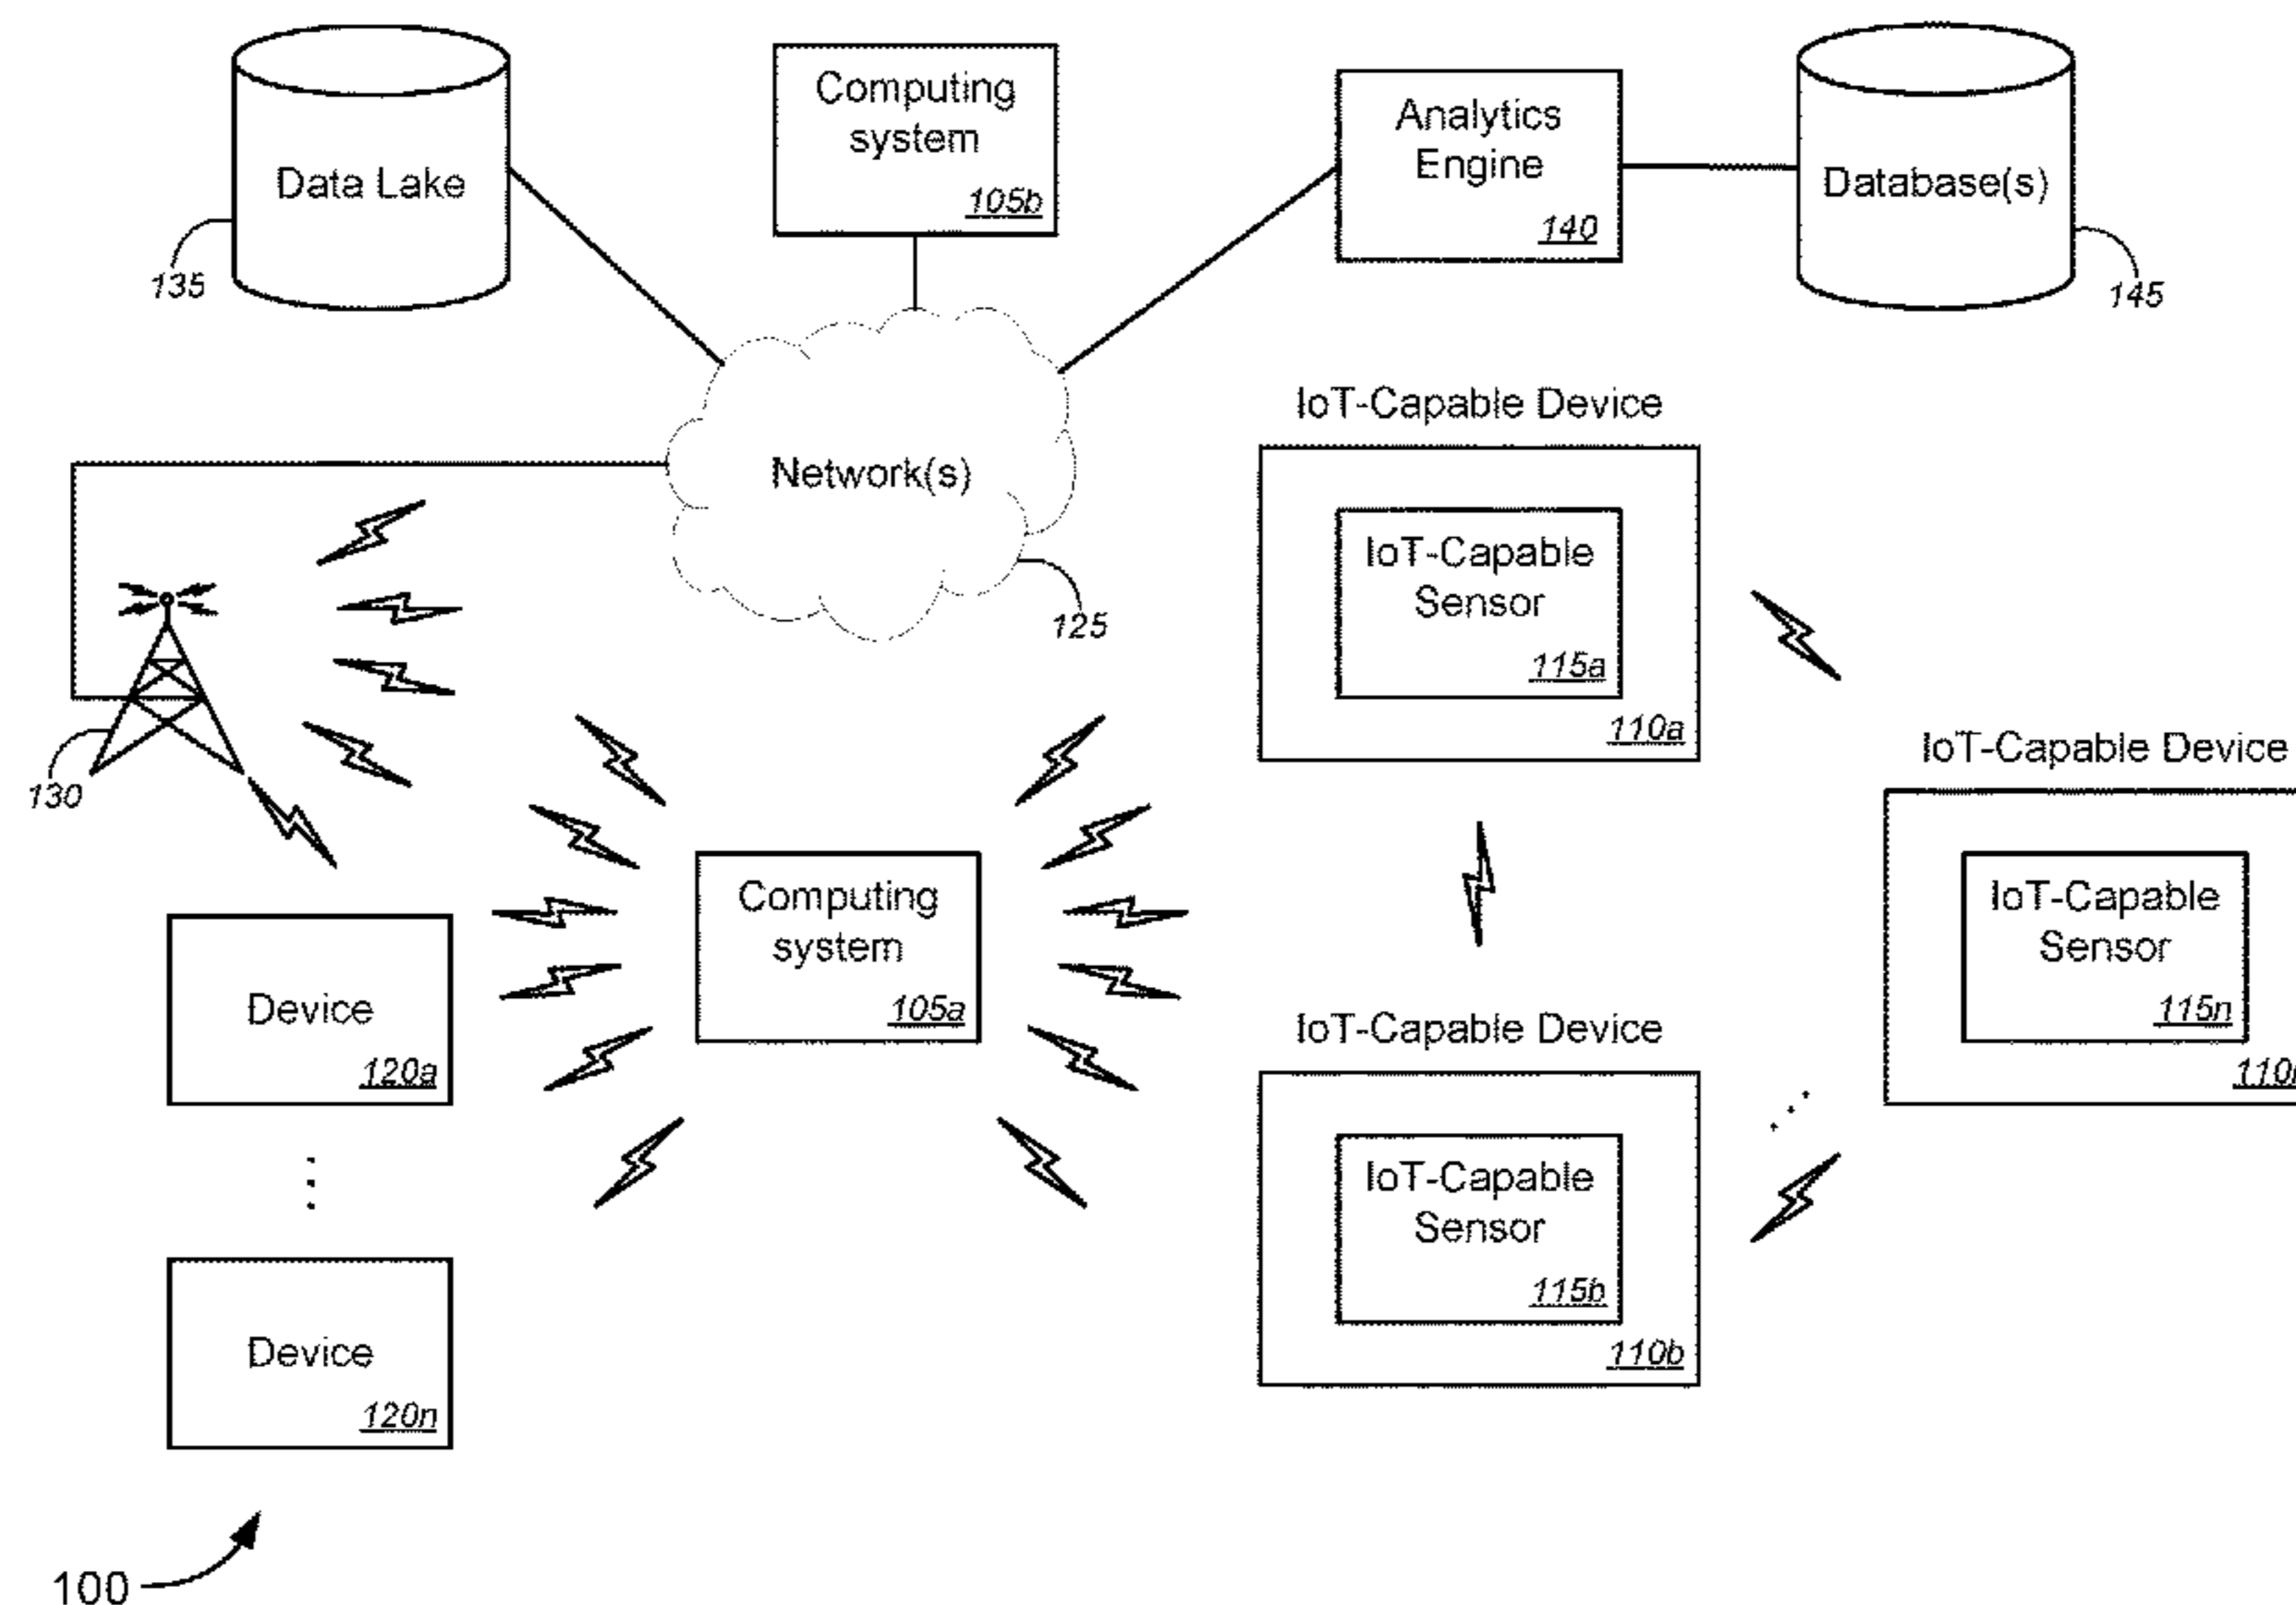 Data Lake
135
Computing
system
105b
Analytics
Engine
140
Database(s)
145
Network(s)
125
130
IoT-Capable Device
IoT-Capable
Sensor
115a
110a
IoT-Capable Device
IoT-Capable
Sensor
115n
Computing
system
105a
Device
120a
Device
120n
IoT-Capable Device
IoT-Capable
Sensor
115b
110b
100